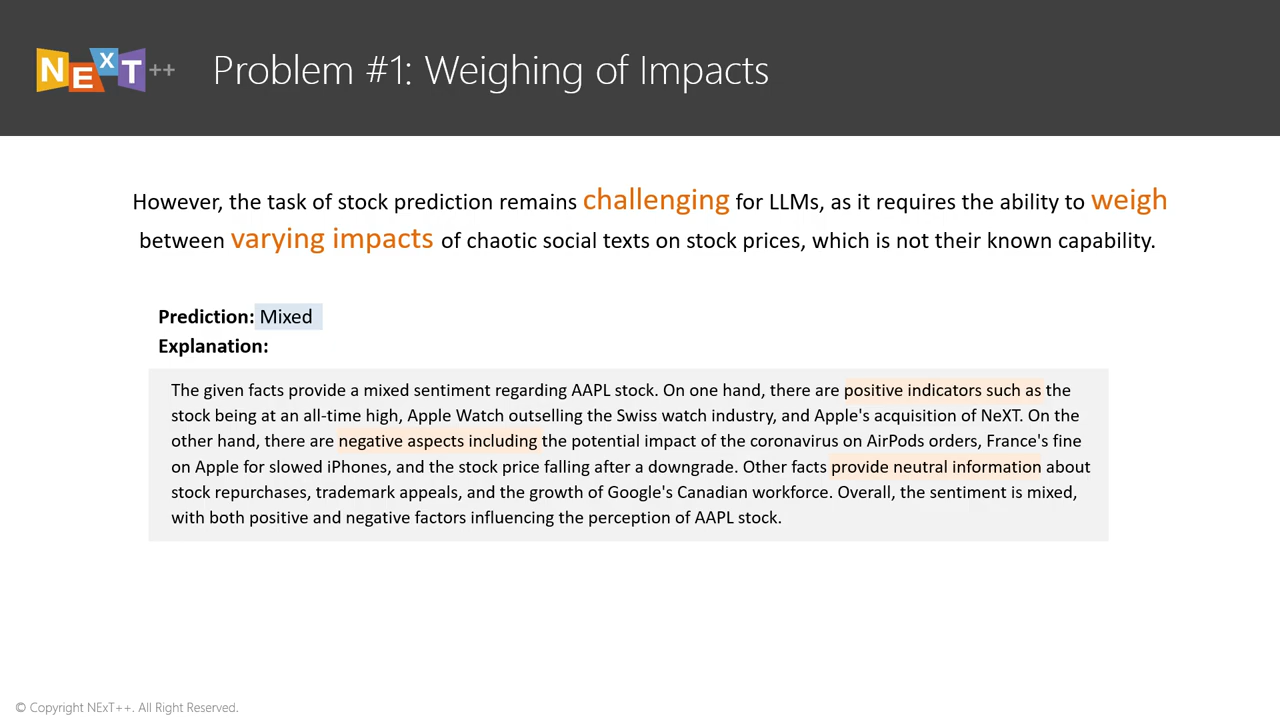 NExT++
Problem #1: Weighing of Impacts
However, the task of stock prediction remains challenging for LLMs, as it requires the ability to weigh
between varying impacts of chaotic social texts on stock prices, which is not their known capability.
Prediction: Mixed
Explanation:
The given facts provide a mixed sentiment regarding AAPL stock. On one hand, there are positive indicators such as the
stock being at an all-time high, Apple Watch outselling the Swiss watch industry, and Apple's acquisition of NeXT. On the
other hand, there are negative aspects including the potential impact of the coronavirus on AirPods orders, France's fine
on Apple for slowed iPhones, and the stock price falling after a downgrade. Other facts provide neutral information about
stock repurchases, trademark appeals, and the growth of Google's Canadian workforce. Overall, the sentiment is mixed,
with both positive and negative factors influencing the perception of AAPL stock.
© Copyright NExT++. All Right Reserved.